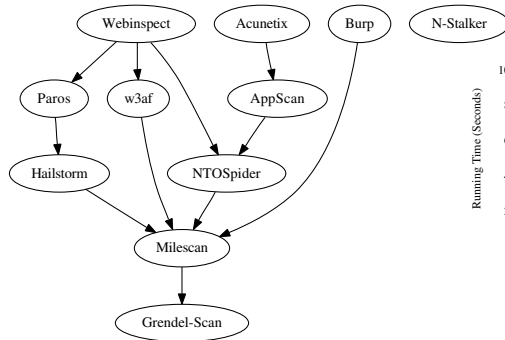 Webinspect Acunetix Burp N-Stalker
Paros w3af AppScan
Hailstorm NTOSpider
Milescan
Grendel-Scan
Running Time (Seconds)